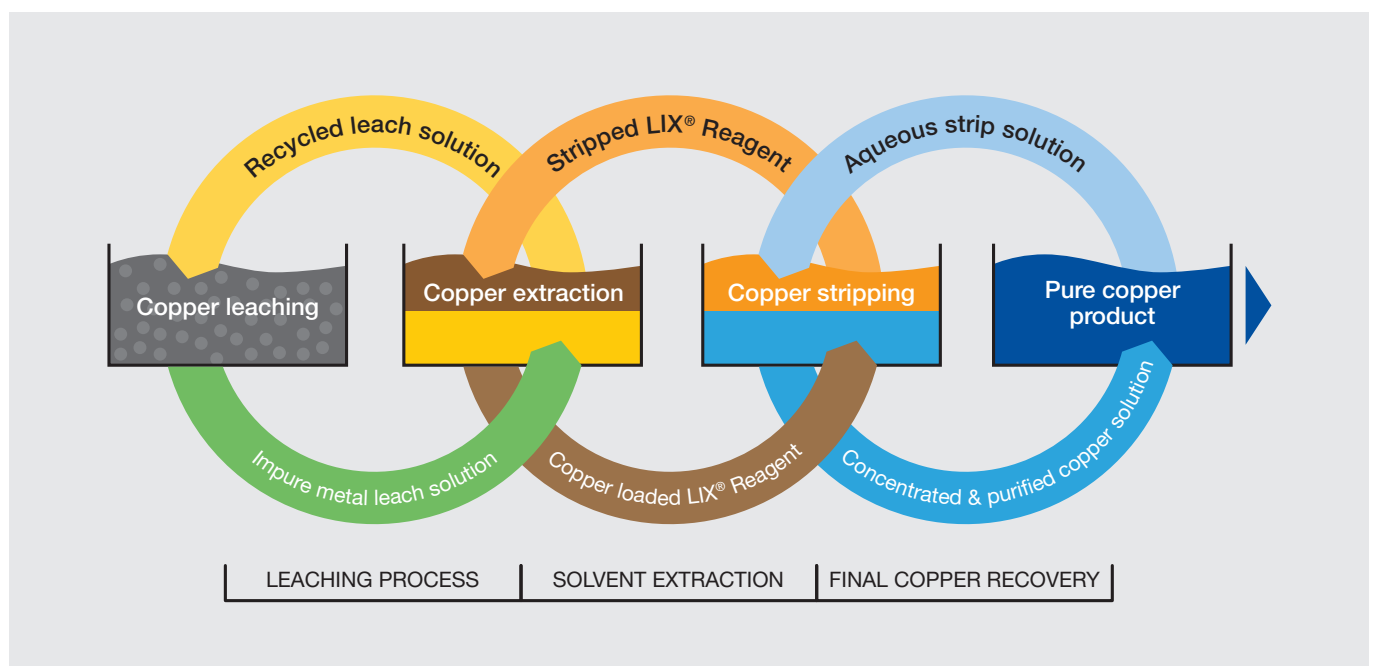 Recycled leach solution
Stripped LIX® Reagent
Aqueous strip solution
Copper leaching
Copper extraction
Copper stripping
Pure copper
product
Impure metal leach solution
Copper loaded LIX® Reagent
Concentrated & purified copper solution
LEACHING PROCESS
SOLVENT EXTRACTION
FINAL COPPER RECOVERY